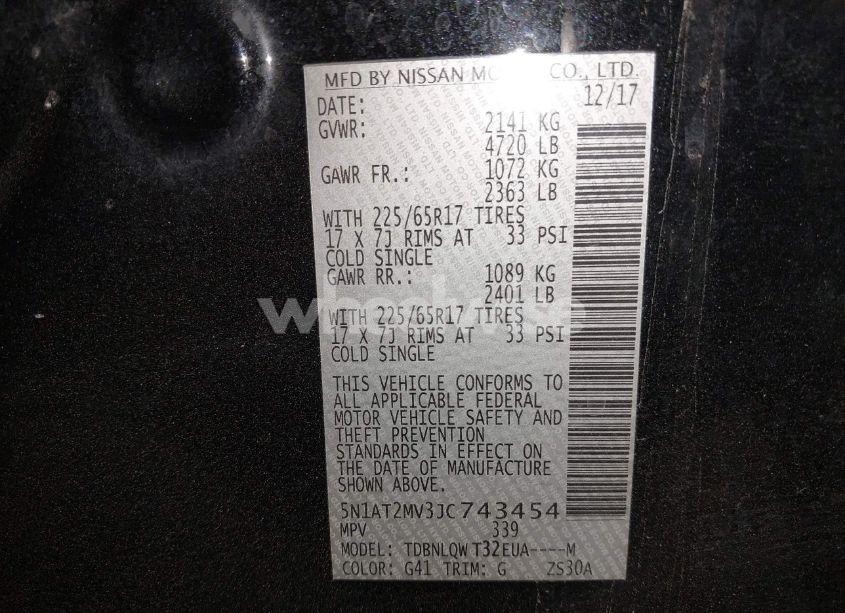 MFD BY NISSAN MO CO., LTD.
DATE: 12/17
GVWR: 2141 KG
4720 LB
GAWR FR.: 1072 KG
2363 LB
WITH 225/65R17 TIRES
17 X 7J RIMS AT 33 PSI
COLD SINGLE
GAWR RR.: 1089 KG
2401 LB
WITH 225/65R17 TIRES
17 X 7J RIMS AT 33 PSI
COLD SINGLE
THIS VEHICLE CONFORMS TO
ALL APPLICABLE FEDERAL
MOTOR VEHICLE SAFETY AND
THEFT PREVENTION
STANDARDS IN EFFECT ON
THE DATE OF MANUFACTURE
SHOWN ABOVE.
5N1AT2MV3JC743454
MPV 339
MODEL: TDBNLQW T32EUA----M
COLOR: G41 TRIM: G ZS30A